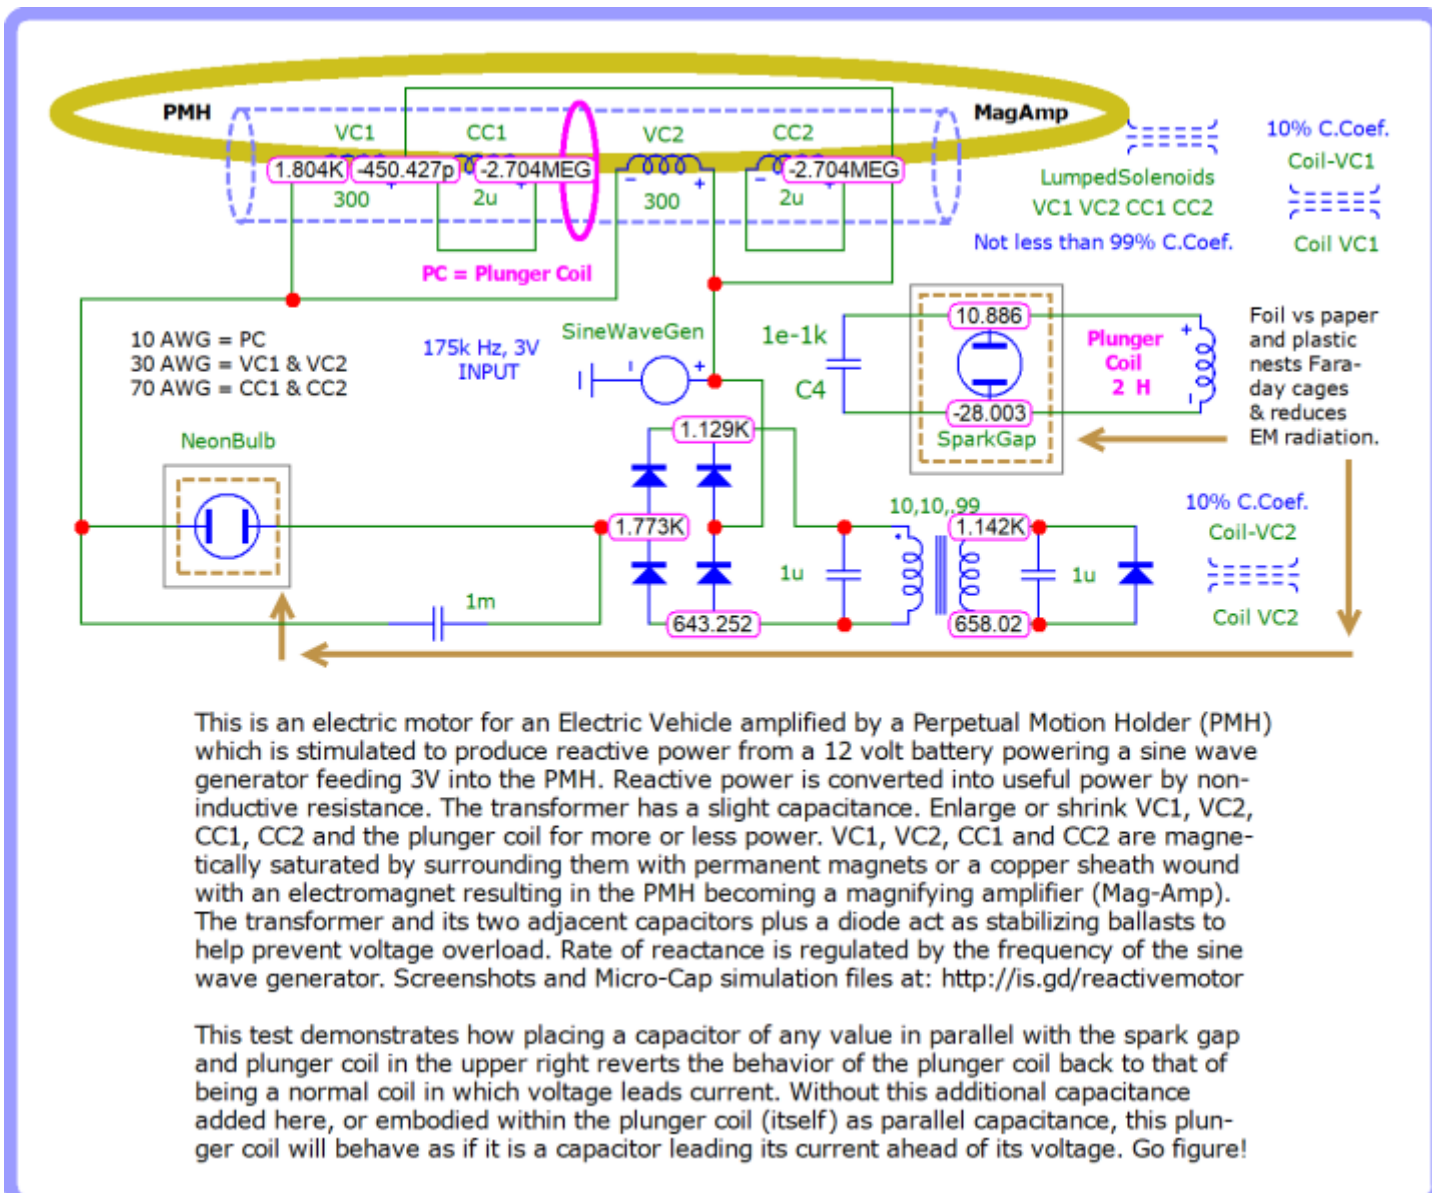 PMH
MagAmp
VC1
CC1
VC2
CC2
1.804K
-450.427p
-2.704MEG
-2.704MEG
300
2u
300
2u
PC = Plunger Coil
LumpedSolenoids
VC1 VC2 CC1 CC2
Not less than 99% C.Coef.
10% C.Coef.
Coil-VC1
Coil VC1
10 AWG = PC
30 AWG = VC1 & VC2
70 AWG = CC1 & CC2
175k Hz, 3V
INPUT
SineWaveGen
1e-1k
C4
10.886
-28.003
SparkGap
Plunger
Coil
2 H
Foil vs paper
and plastic
nests Fara-
day cages
& reduces
EM radiation.
NeonBulb
1.129K
1.773K
643.252
1m
1u
10,10,.99
1.142K
658.02
1u
10% C.Coef.
Coil-VC2
Coil VC2
This is an electric motor for an Electric Vehicle amplified by a Perpetual Motion Holder (PMH)
which is stimulated to produce reactive power from a 12 volt battery powering a sine wave
generator feeding 3V into the PMH. Reactive power is converted into useful power by non-
inductive resistance. The transformer has a slight capacitance. Enlarge or shrink VC1, VC2,
CC1, CC2 and the plunger coil for more or less power. VC1, VC2, CC1 and CC2 are magne-
tically saturated by surrounding them with permanent magnets or a copper sheath wound
with an electromagnet resulting in the PMH becoming a magnifying amplifier (Mag-Amp).
The transformer and its two adjacent capacitors plus a diode act as stabilizing ballasts to
help prevent voltage overload. Rate of reactance is regulated by the frequency of the sine
wave generator. Screenshots and Micro-Cap simulation files at: http://is.gd/reactivemotor
This test demonstrates how placing a capacitor of any value in parallel with the spark gap
and plunger coil in the upper right reverts the behavior of the plunger coil back to that of
being a normal coil in which voltage leads current. Without this additional capacitance
added here, or embodied within the plunger coil (itself) as parallel capacitance, this plun-
ger coil will behave as if it is a capacitor leading its current ahead of its voltage. Go figure!